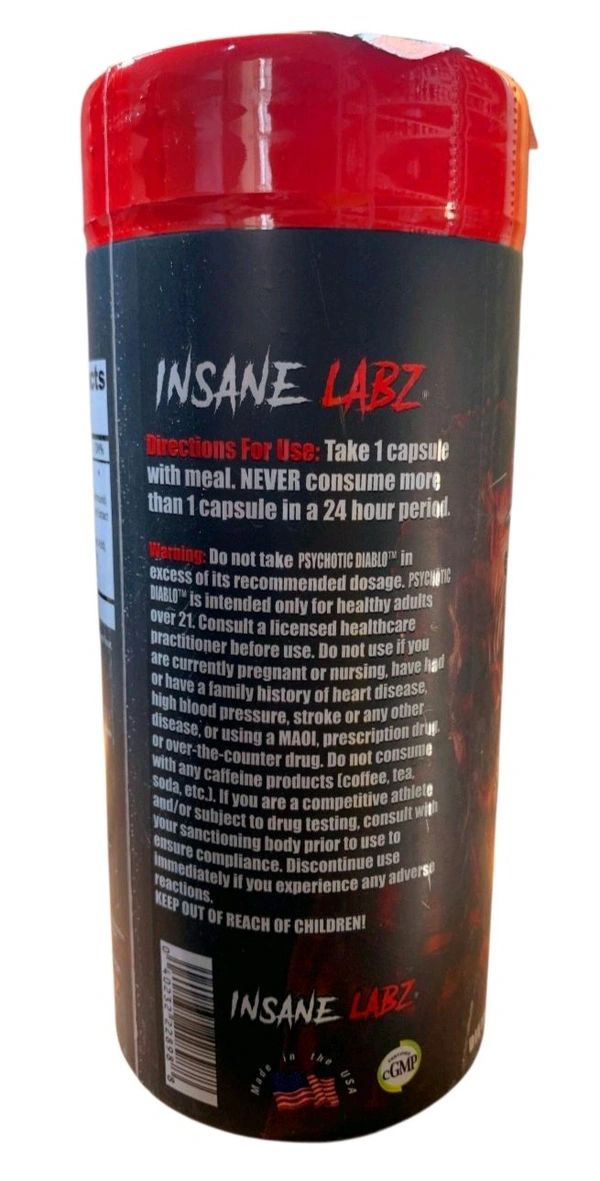 INSANE LABZ
Directions For Use: Take 1 capsule
with meal. NEVER consume more
than 1 capsule in a 24 hour period.
Warning: Do not take PSYCHOTIC DIABLO™ in
excess of its recommended dosage. PSYCHOTIC
DIABLO™ is intended only for healthy adults
over 21. Consult a licensed healthcare
practitioner before use. Do not use if you
are currently pregnant or nursing, have had
or have a family history of heart disease,
high blood pressure, stroke or any other
disease, or using a MAOI, prescription drug
or over-the-counter drug. Do not consume
with any caffeine products (coffee, tea,
soda, etc.). If you are a competitive athlete
and/or subject to drug testing, consult with
your sanctioning body prior to use to
ensure compliance. Discontinue use
immediately if you experience any adverse
reactions.
KEEP OUT OF REACH OF CHILDREN!
INSANE LABZ
Made in the USA
CERTIFIED
cGMP
cts